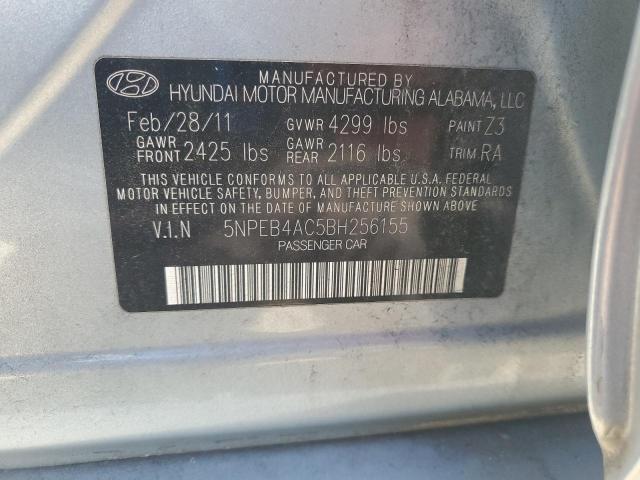 MANUFACTURED BY
HYUNDAI MOTOR MANUFACTURING ALABAMA, LLC
Feb/28/11 GVWR 4299 lbs PAINT Z3
GAWR FRONT 2425 lbs GAWR REAR 2116 lbs TRIM RA
THIS VEHICLE CONFORMS TO ALL APPLICABLE U.S.A. FEDERAL
MOTOR VEHICLE SAFETY, BUMPER, AND THEFT PREVENTION STANDARDS
IN EFFECT ON THE DATE OF MANUFACTURE SHOWN ABOVE
V.I.N 5NPEB4AC5BH256155
PASSENGER CAR